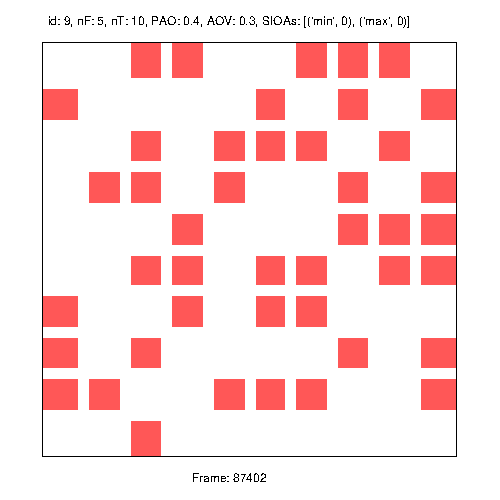 id: 9, nF: 5, nT: 10, PAO: 0.4, AOV: 0.3, SIOAs: [('min', 0), ('max', 0)]
Frame: 87402